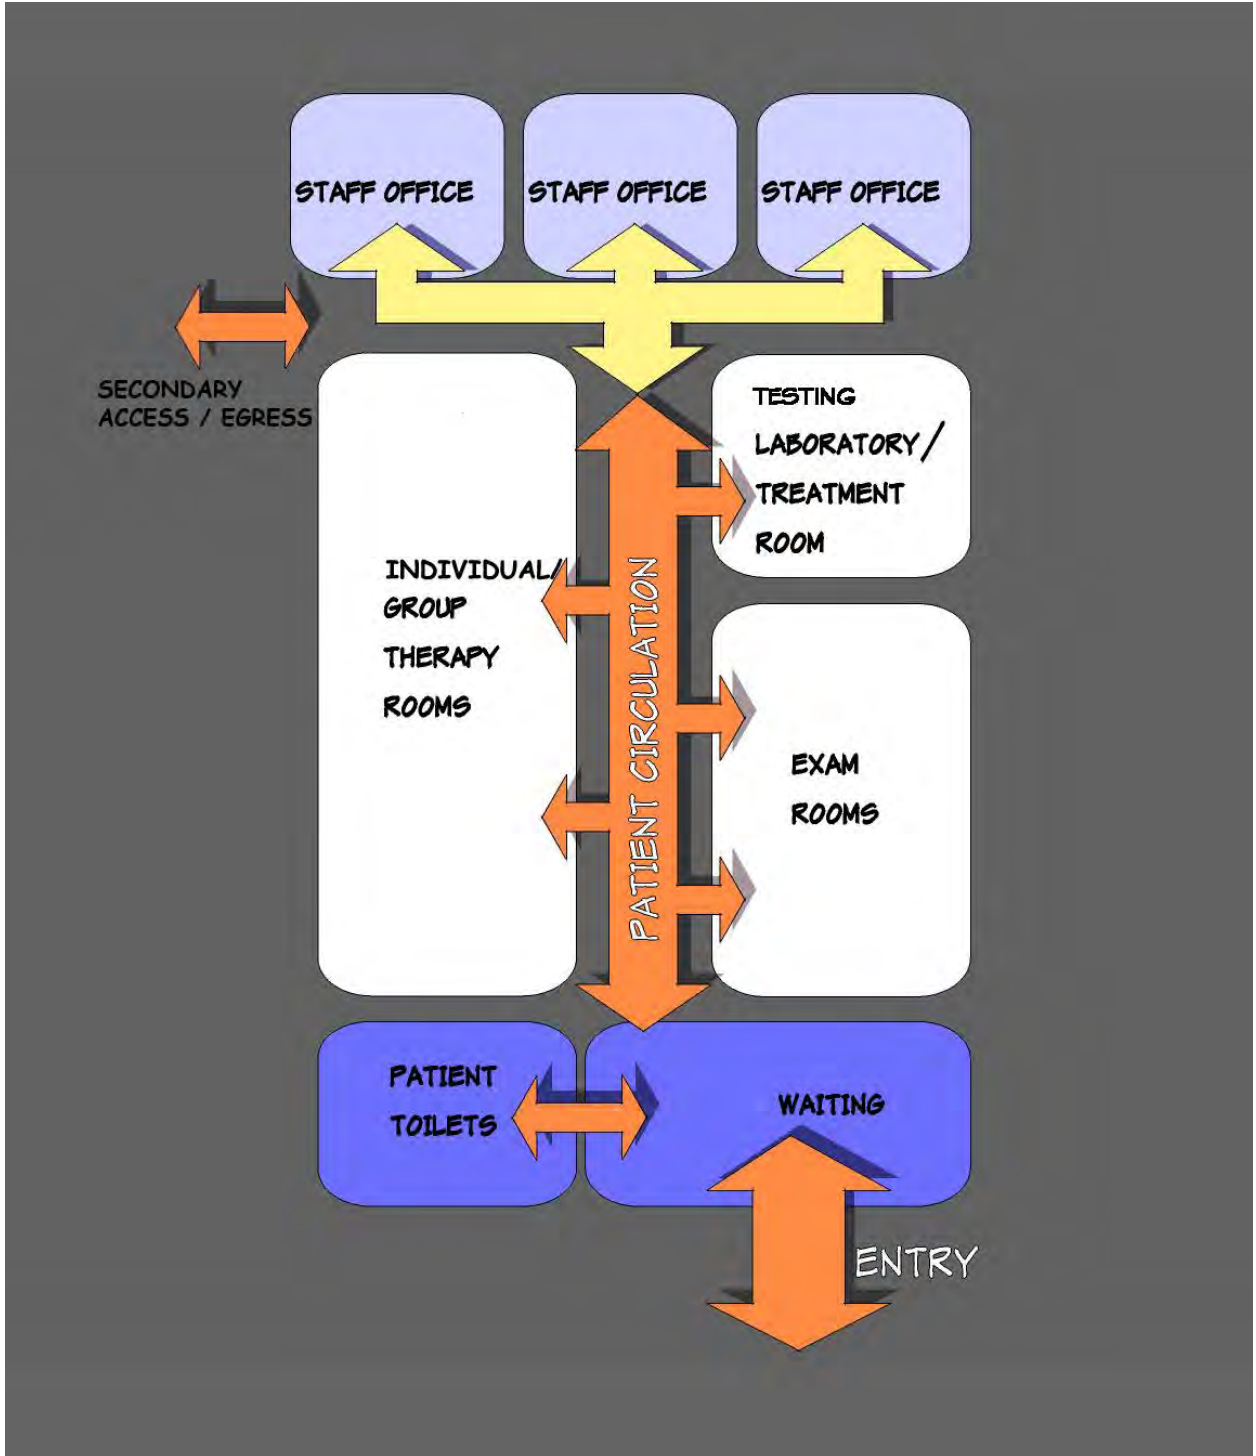 STAFF OFFICE
STAFF OFFICE
STAFF OFFICE
SECONDARY
ACCESS / EGRESS
TESTING
LABORATORY/
TREATMENT
ROOM
INDIVIDUAL/
GROUP
THERAPY
ROOMS
PATIENT CIRCULATION
EXAM
ROOMS
PATIENT
TOILETS
WAITING
ENTRY